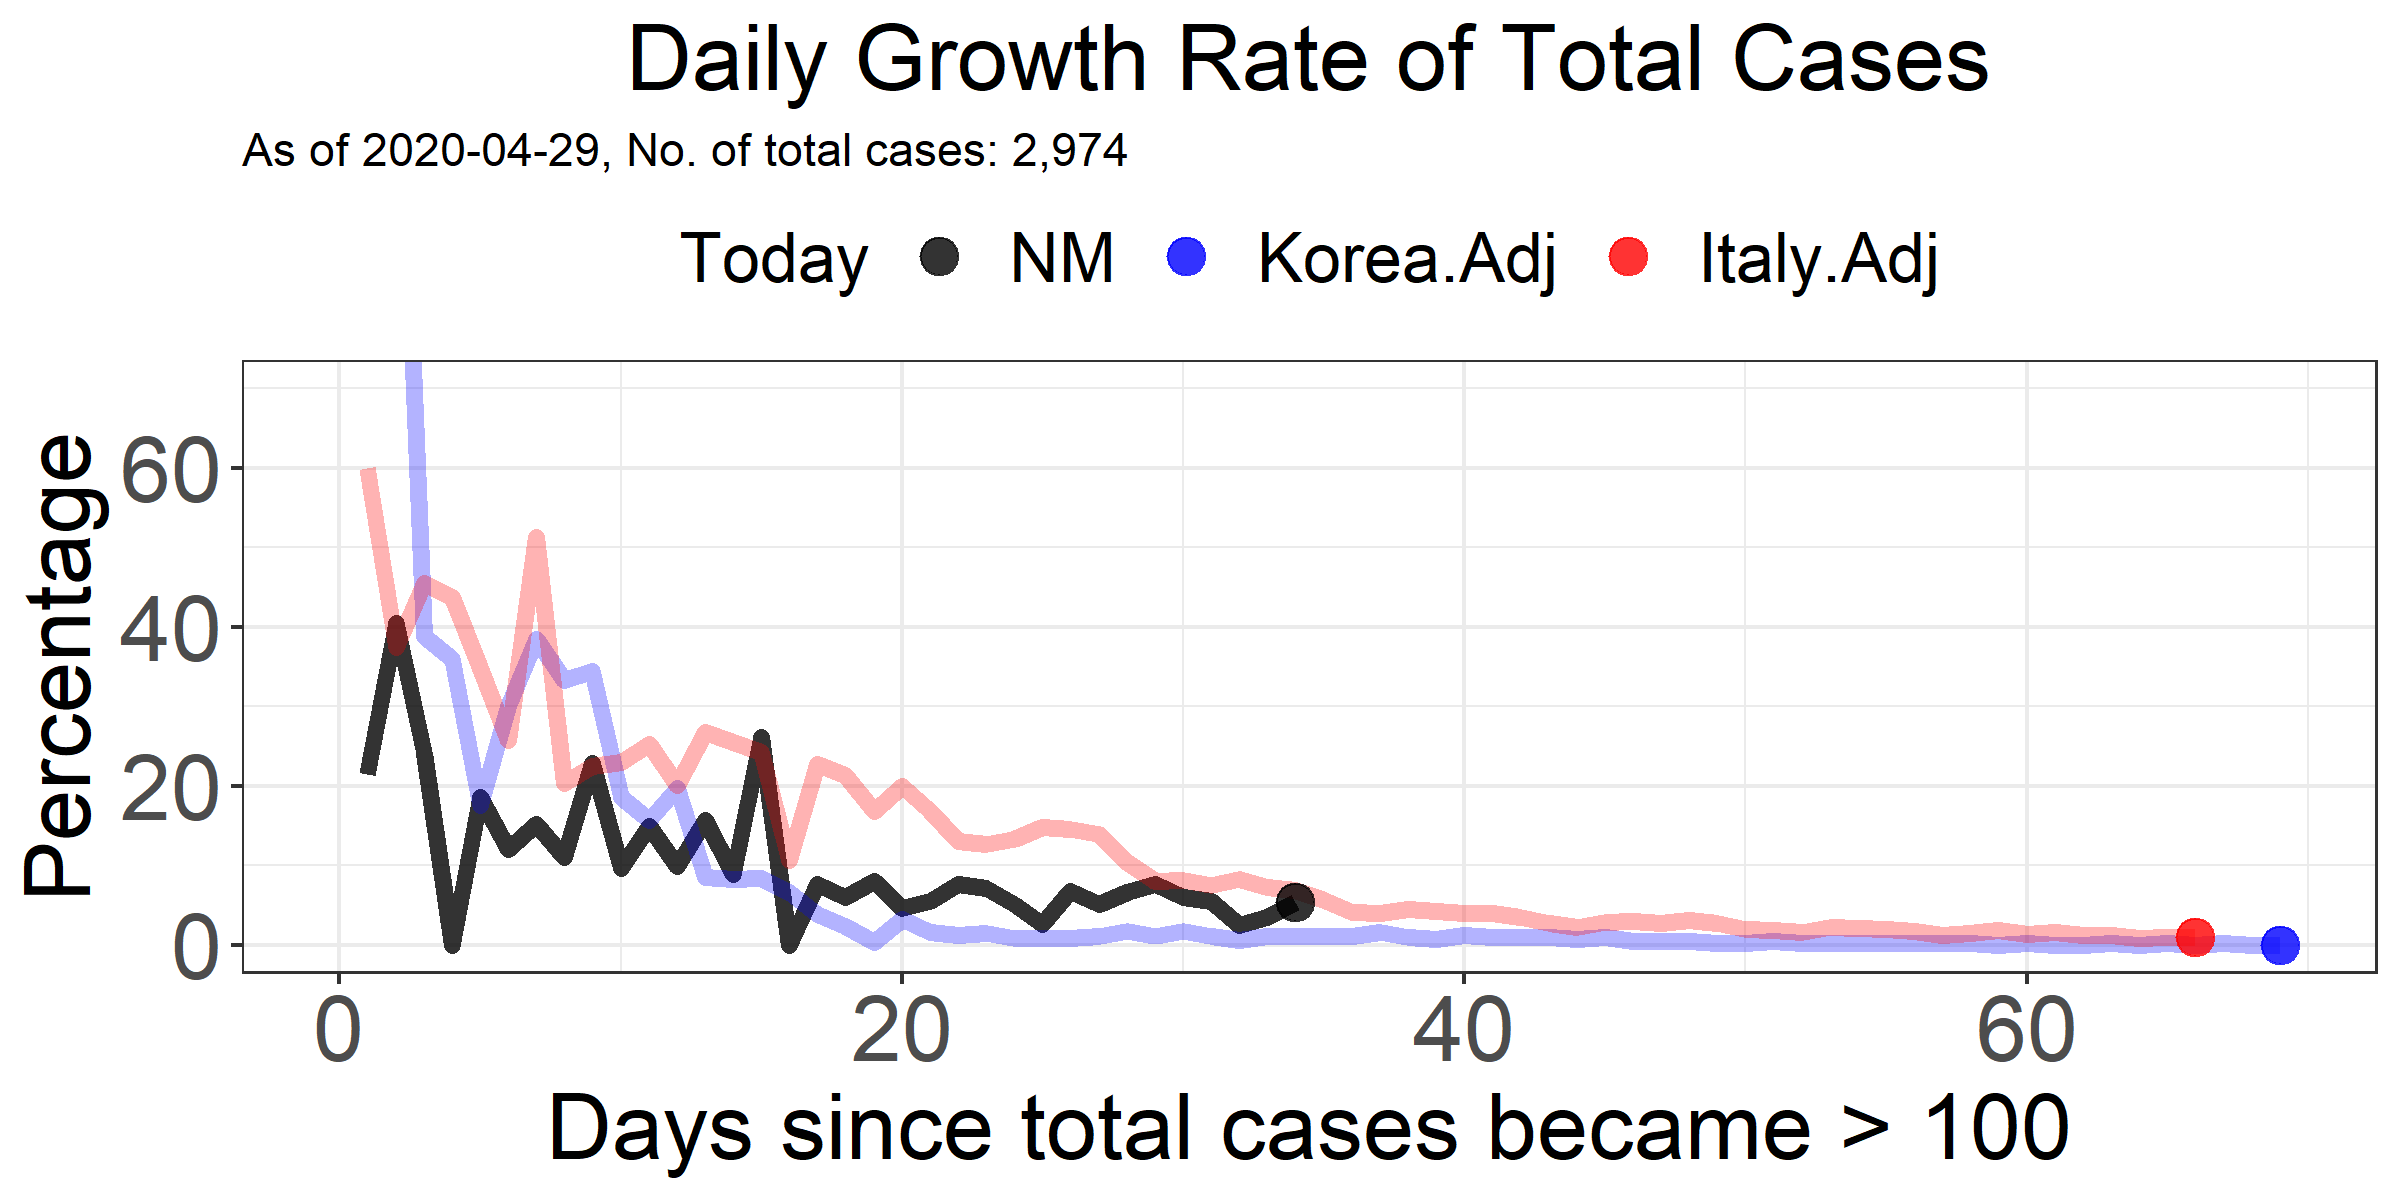 Daily Growth Rate of Total Cases
As of 2020-04-29, No. of total cases: 2,974
Today NM Korea.Adj Italy.Adj
Percentage
60
40
20
0
0 20 40 60
Days since total cases became > 100